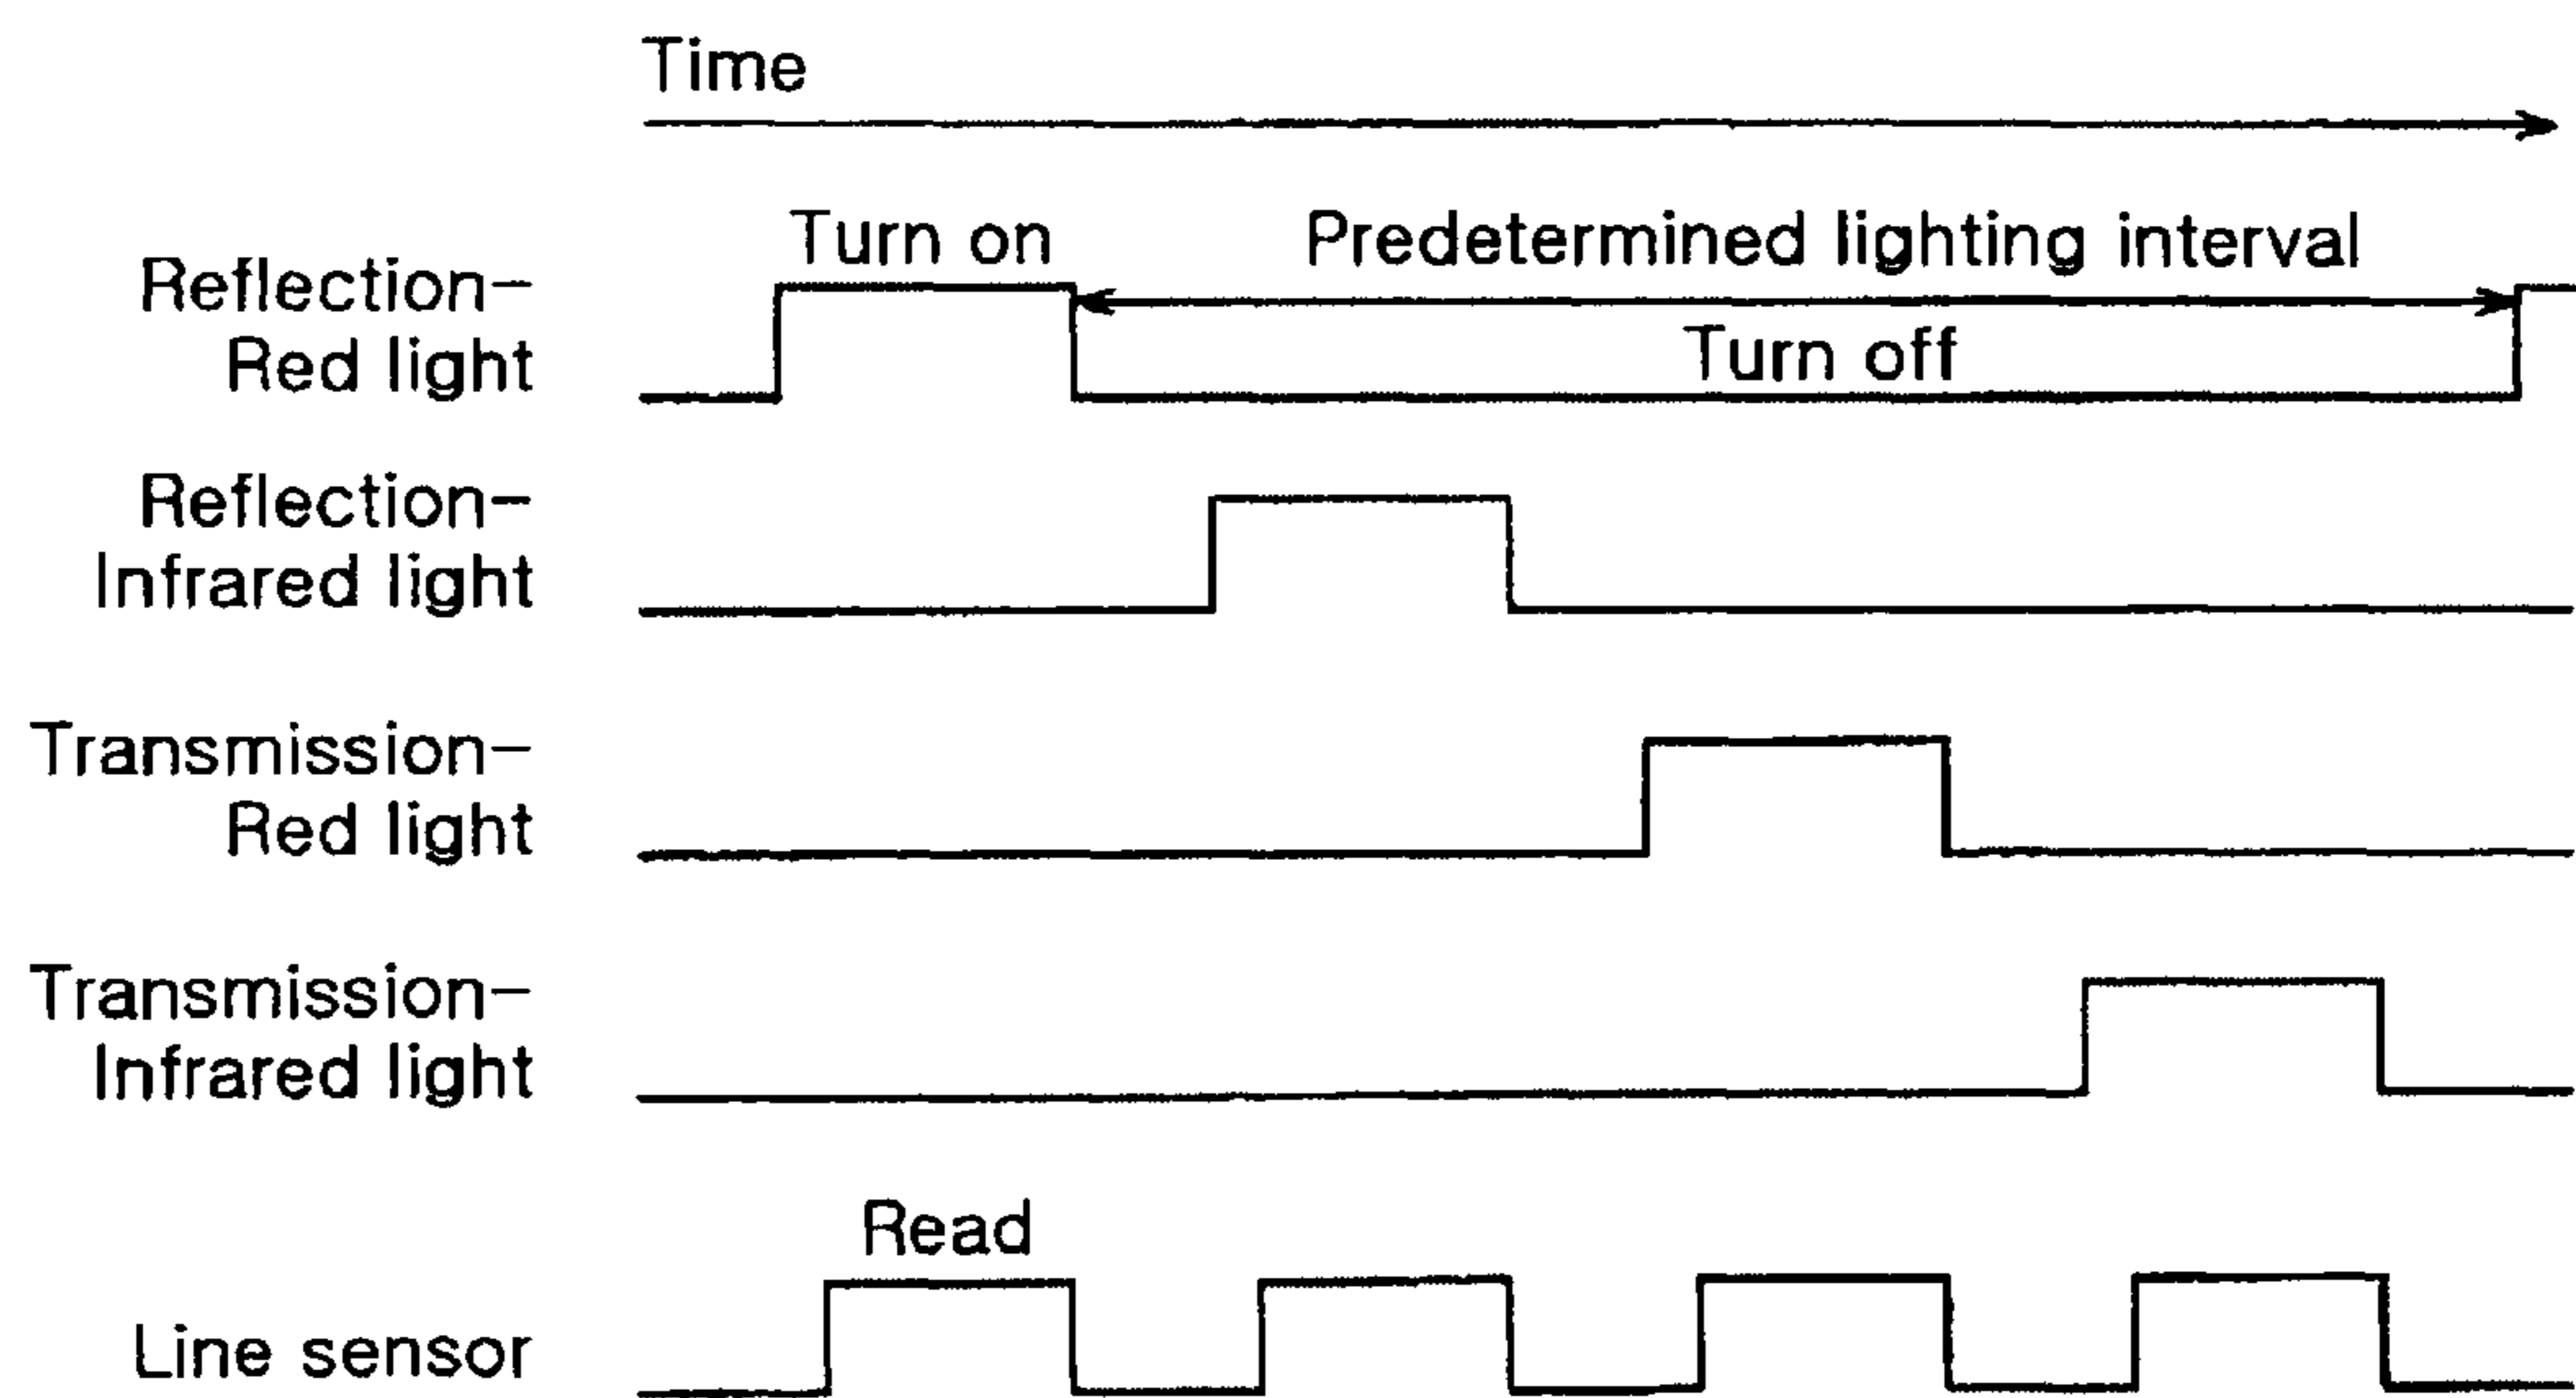 Time
Turn on
Predetermined lighting interval
Reflection-
Red light
Turn off
Reflection-
Infrared light
Transmission-
Red light
Transmission-
Infrared light
Read
Line sensor